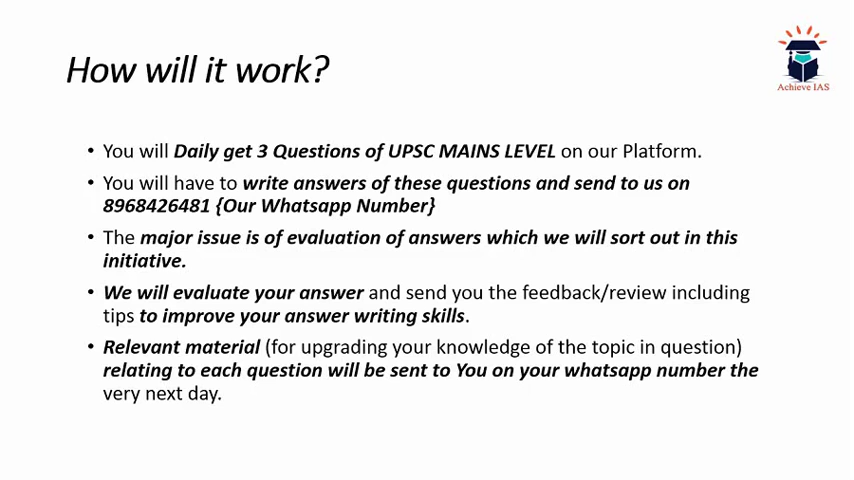 How will it work?
Achieve IAS
• You will Daily get 3 Questions of UPSC MAINS LEVEL on our Platform.
• You will have to write answers of these questions and send to us on
8968426481 {Our Whatsapp Number}
• The major issue is of evaluation of answers which we will sort out in this
initiative.
• We will evaluate your answer and send you the feedback/review including
tips to improve your answer writing skills.
• Relevant material (for upgrading your knowledge of the topic in question)
relating to each question will be sent to You on your whatsapp number the
very next day.